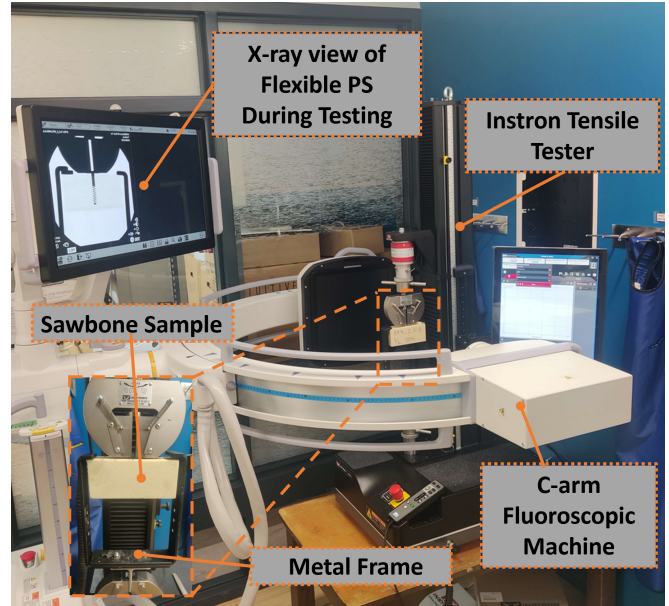 X-ray view of
Flexible PS
During Testing
Instron Tensile
Tester
Sawbone Sample
C-arm
Fluoroscopic
Machine
Metal Frame